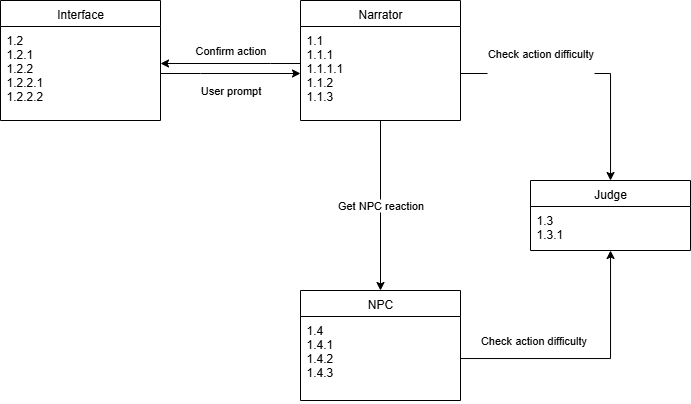 Interface
1.2
1.2.1
1.2.2
1.2.2.1
1.2.2.2
Confirm action
User prompt
Narrator
1.1
1.1.1
1.1.1.1
1.1.2
1.1.3
Check action difficulty
Get NPC reaction
Judge
1.3
1.3.1
NPC
1.4
1.4.1
1.4.2
1.4.3
Check action difficulty